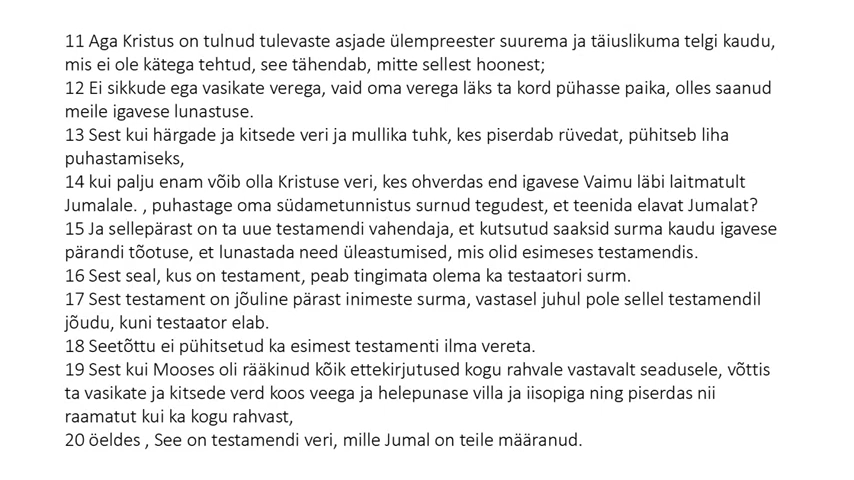 11 Aga Kristus on tulnud tulevaste asjade ülempreester suurema ja täiuslikuma telgi kaudu,
mis ei ole kätega tehtud, see tähendab, mitte sellest hoonest;
12 Ei sikkude ega vasikate verega, vaid oma verega läks ta kord pühasse paika, olles saanud
meile igavese lunastuse.
13 Sest kui härgade ja kitsede veri ja mullika tuhk, kes piserdab rüvedat, pühitseb liha
puhastamiseks,
14 kui palju enam võib olla Kristuse veri, kes ohverdas end igavese Vaimu läbi laitmatult
Jumalale. , puhastage oma südametunnistus surnud tegudest, et teenida elavat Jumalat?
15 Ja sellepärast on ta uue testamendi vahendaja, et kutsutud saaksid surma kaudu igavese
pärandi tõotuse, et lunastada need üleastumised, mis olid esimeses testamendis.
16 Sest seal, kus on testament, peab tingimata olema ka testaatori surm.
17 Sest testament on jõuline pärast inimeste surma, vastasel juhul pole sellel testamendil
jõudu, kuni testaator elab.
18 Seetõttu ei pühitsetud ka esimest testamenti ilma vereta.
19 Sest kui Mooses oli rääkinud kõik ettekirjutused kogu rahvale vastavalt seadusele, võttis
ta vasikate ja kitsede verd koos veega ja helepunase villa ja iisopiga ning piserdas nii
raamatut kui ka kogu rahvast,
20 öeldes , See on testamendi veri, mille Jumal on teile määranud.